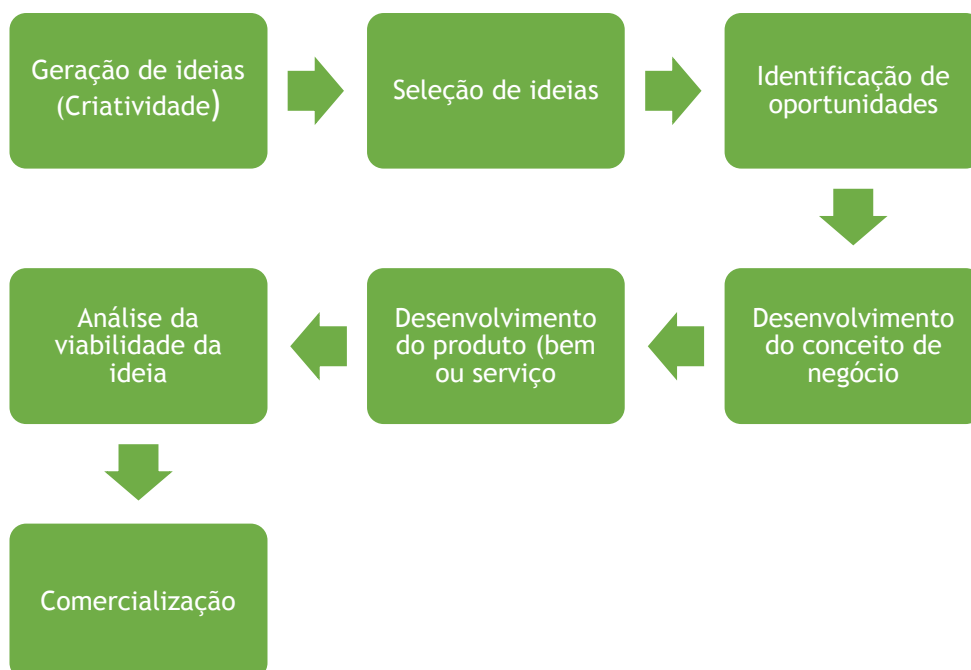 Geração de ideias
(Criatividade)
Seleção de ideias
Identificação de
oportunidades
Desenvolvimento
do conceito de
negócio
Desenvolvimento
do produto (bem
ou serviço
Análise da
viabilidade da
ideia
Comercialização